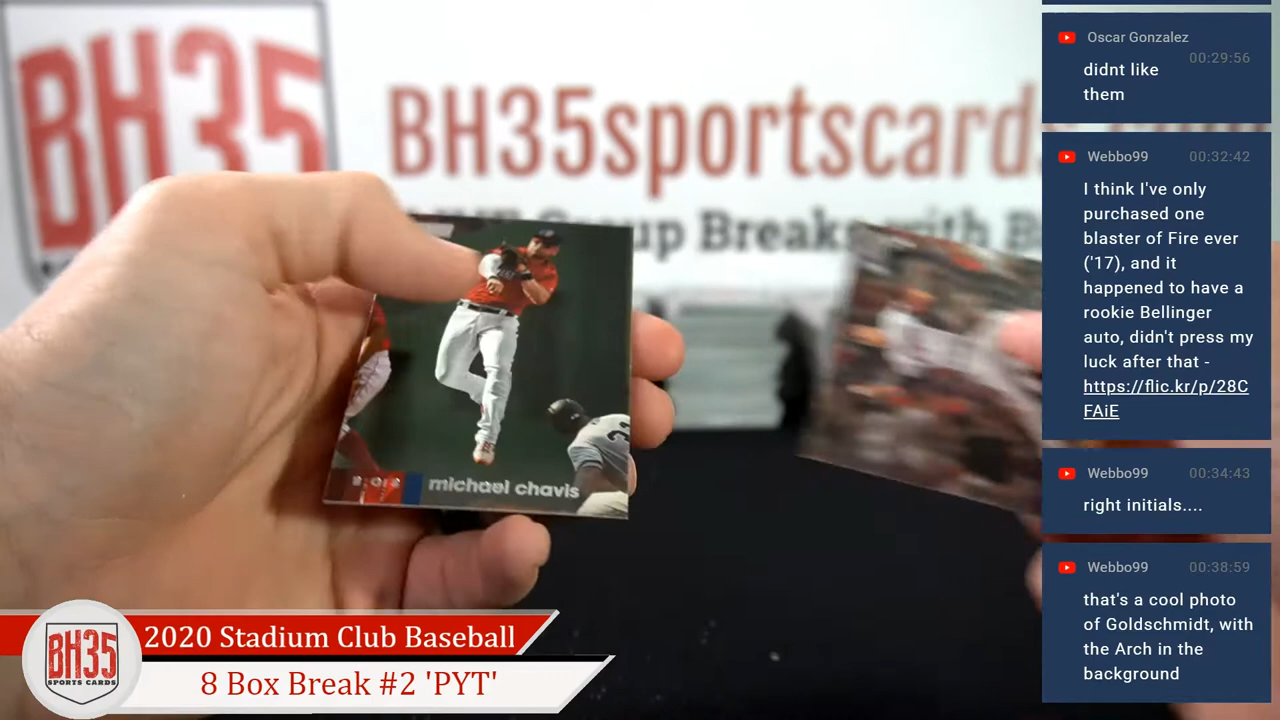 BH35
BH35sportscards
up Breaks with B
michael chavis
2020 Stadium Club Baseball
8 Box Break #2 'PYT'
BH35
SPORTS CARDS
Oscar Gonzalez
00:29:56
didnt like
them
Webbo99
00:32:42
I think I've only
purchased one
blaster of Fire ever
('17), and it
happened to have a
rookie Bellinger
auto, didn't press my
luck after that -
https://flic.kr/p/28C
FAiE
Webbo99
00:34:43
right initials....
Webbo99
00:38:59
that's a cool photo
of Goldschmidt, with
the Arch in the
background